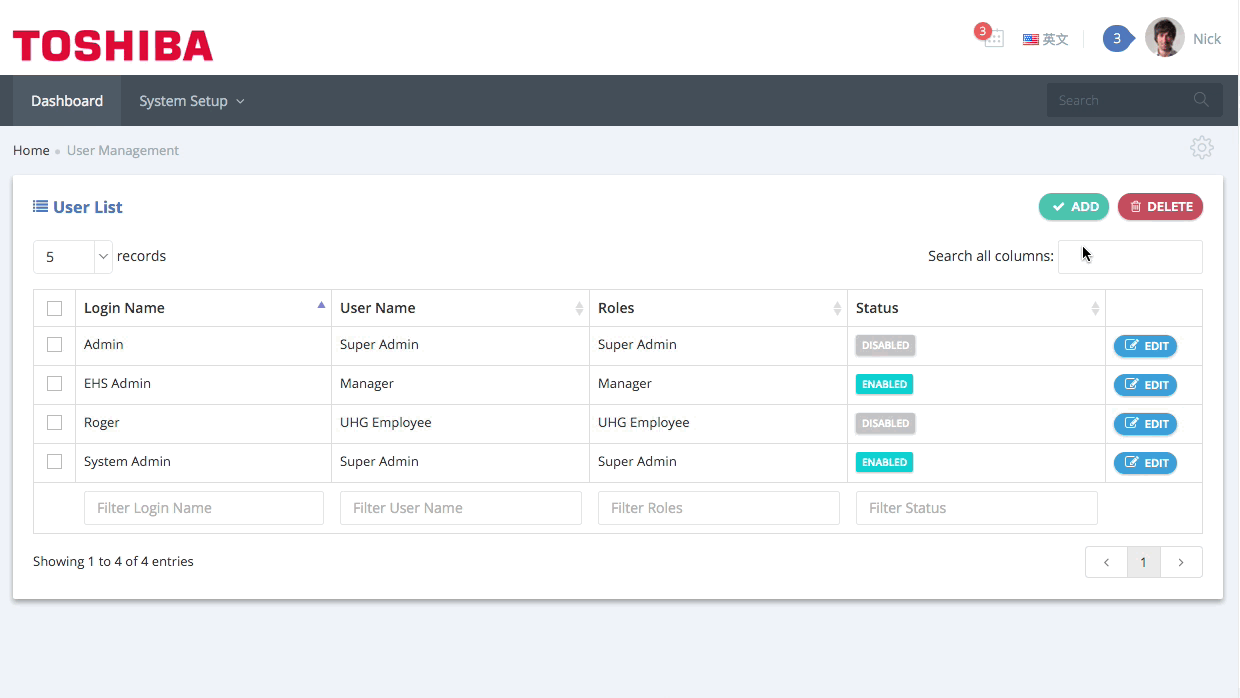 TOSHIBA
3
英文
3
Nick
Dashboard
System Setup
Search
Home
User Management
User List
ADD
DELETE
5 records
Search all columns:
Login Name User Name Roles Status
Admin Super Admin Super Admin DISABLED EDIT
EHS Admin Manager Manager ENABLED EDIT
Roger UHG Employee UHG Employee DISABLED EDIT
System Admin Super Admin Super Admin ENABLED EDIT
Filter Login Name Filter User Name Filter Roles Filter Status
Showing 1 to 4 of 4 entries
< 1 >